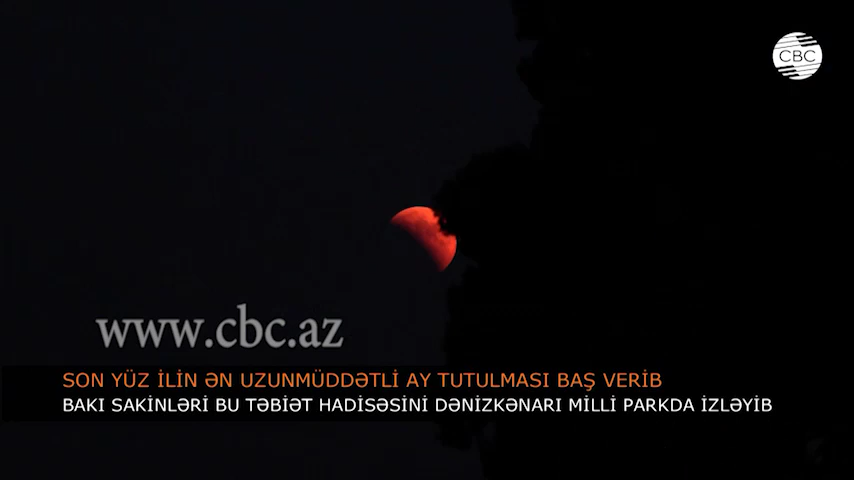 CBC
www.cbc.az
SON YÜZ İLİN ƏN UZUNMÜDDƏTLİ AY TUTULMASI BAŞ VERİB
BAKI SAKİNLƏRİ BU TƏBİƏT HADİSƏSİNİ DƏNİZKƏNARI MİLLİ PARKDA İZLƏYİB